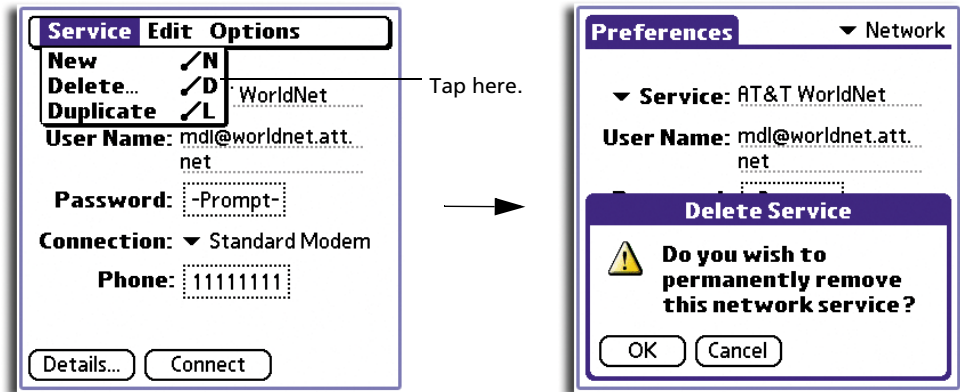 Service Edit Options
New /N
Delete... /D
Duplicate /L
WorldNet
User Name: mdl@worldnet.att.
net
Password: -Prompt-
Connection: Standard Modem
Phone: 11111111
Details... Connect
Tap here.
Preferences Network
Service: AT&T WorldNet
User Name: mdl@worldnet.att.
net
Delete Service
Do you wish to
permanently remove
this network service?
OK Cancel